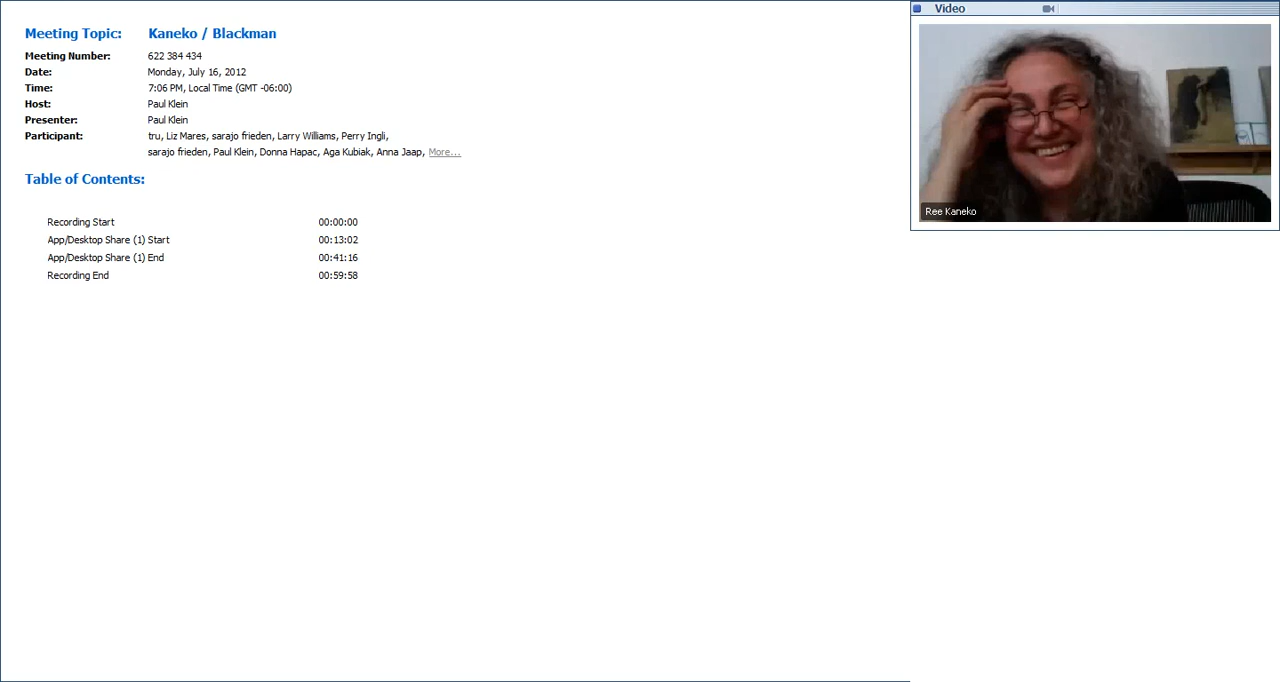 Meeting Topic: Kaneko / Blackman
Meeting Number: 622 384 434
Date: Monday, July 16, 2012
Time: 7:06 PM, Local Time (GMT -06:00)
Host: Paul Klein
Presenter: Paul Klein
Participant: tru, Liz Mares, sarajo frieden, Larry Williams, Perry Ingli,
sarajo frieden, Paul Klein, Donna Hapac, Aga Kubiak, Anna Jaap, More...
Table of Contents:
Recording Start 00:00:00
App/Desktop Share (1) Start 00:13:02
App/Desktop Share (1) End 00:41:16
Recording End 00:59:58
Video
Ree Kaneko